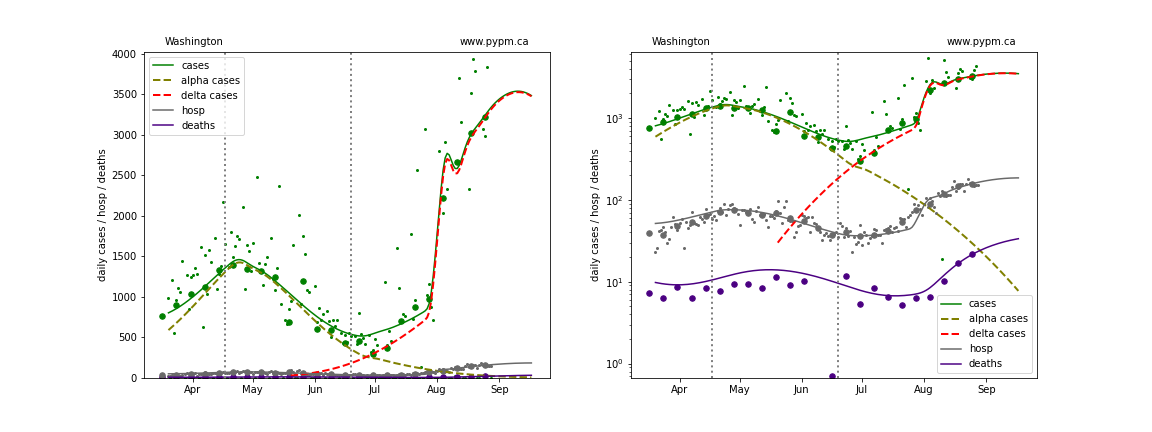 Washington
www.pypm.ca
cases
alpha cases
delta cases
hosp
deaths
daily cases / hosp / deaths
4000
3500
3000
2500
2000
1500
1000
500
0
Apr
May
Jun
Jul
Aug
Sep
Washington
www.pypm.ca
daily cases / hosp / deaths
10³
10²
10¹
10⁰
cases
alpha cases
delta cases
hosp
deaths
Apr
May
Jun
Jul
Aug
Sep